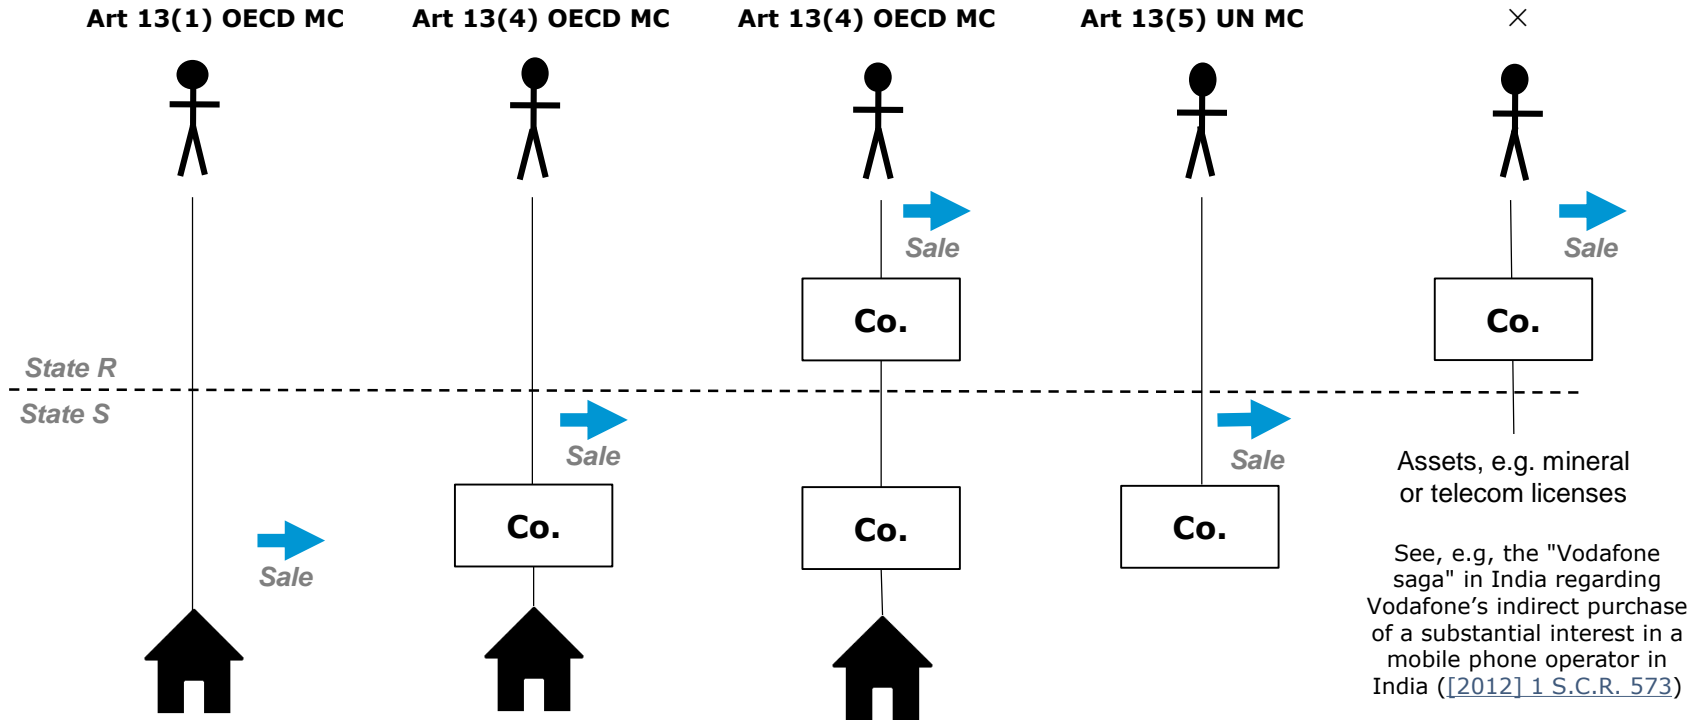 Art 13(1) OECD MC
Art 13(4) OECD MC
Art 13(4) OECD MC
Art 13(5) UN MC
×
Sale
Sale
Co.
Co.
State R
State S
Sale
Sale
Assets, e.g. mineral
or telecom licenses
Co.
Co.
Co.
Sale
See, e.g, the "Vodafone
saga" in India regarding
Vodafone’s indirect purchase
of a substantial interest in a
mobile phone operator in
India ([2012] 1 S.C.R. 573)